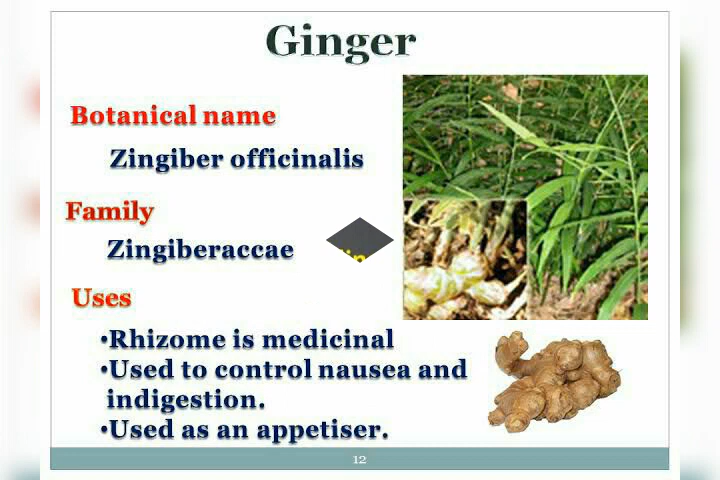 Ginger
Botanical name
Zingiber officinalis
Family
Zingiberaccae
Uses
•Rhizome is medicinal
•Used to control nausea and
indigestion.
•Used as an appetiser.
12